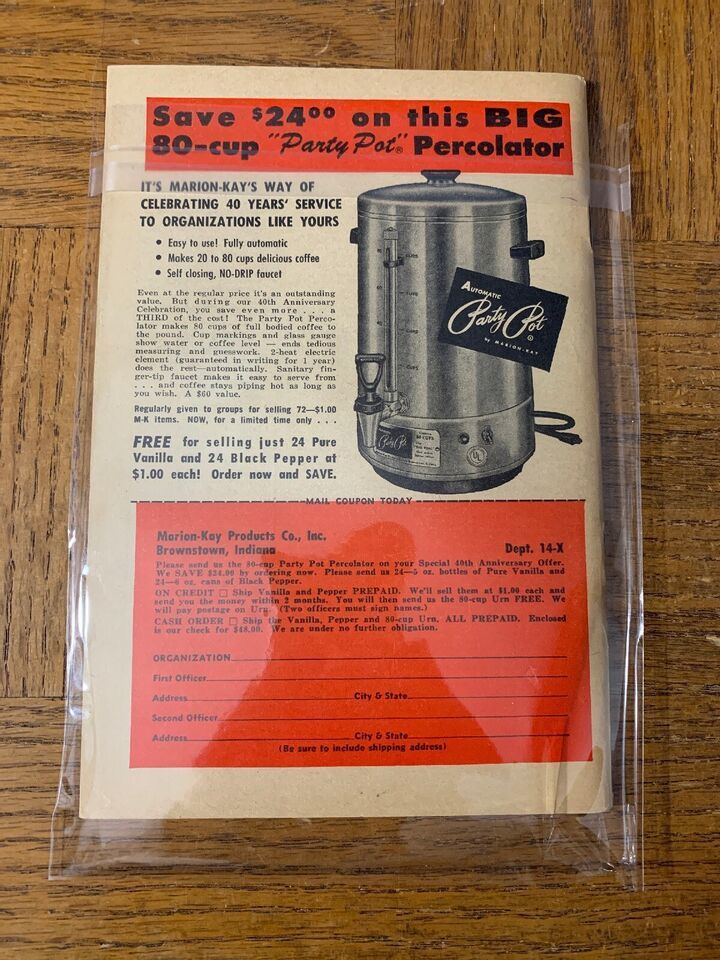 Save $24⁰⁰ on this BIG
80-cup "Party Pot"® Percolator
IT'S MARION-KAY'S WAY OF
CELEBRATING 40 YEARS' SERVICE
TO ORGANIZATIONS LIKE YOURS
• Easy to use! Fully automatic
• Makes 20 to 80 cups delicious coffee
• Self closing, NO-DRIP faucet
Even at the regular price it's an outstanding
value. But during our 40th Anniversary
Celebration, you save even more . . . a
THIRD of the cost! The Party Pot Perco-
lator makes 80 cups of full bodied coffee to
the pound. Cup markings and glass gauge
show water or coffee level — ends tedious
measuring and guesswork. 2-heat electric
element (guaranteed in writing for 1 year)
does the rest—automatically. Sanitary fin-
ger-tip faucet makes it easy to serve from
. . . and coffee stays piping hot as long as
you wish. A $60 value.
Regularly given to groups for selling 72—$1.00
M-K items. NOW, for a limited time only . . .
FREE for selling just 24 Pure
Vanilla and 24 Black Pepper at
$1.00 each! Order now and SAVE.
AUTOMATIC
Party Pot
®
by MARION-KAY
CUPS
CUPS
CUPS
CUPS
Party Pot
80 CUPS
UL
MAIL COUPON TODAY
Marion-Kay Products Co., Inc.
Brownstown, Indiana Dept. 14-X
Please send us the 80-cup Party Pot Percolator on your Special 40th Anniversary Offer.
We SAVE $24.00 by ordering now. Please send us 24—5 oz. bottles of Pure Vanilla and
24—6 oz. cans of Black Pepper.
ON CREDIT □ Ship Vanilla and Pepper PREPAID. We'll sell them at $1.00 each and
send you the money within 2 months. You will then send us the 80-cup Urn FREE. We
will pay postage on Urn. (Two officers must sign names.)
CASH ORDER □ Ship the Vanilla, Pepper and 80-cup Urn. ALL PREPAID. Enclosed
is our check for $48.00. We are under no further obligation.
ORGANIZATION
First Officer
Address City & State
Second Officer
Address City & State
(Be sure to include shipping address)